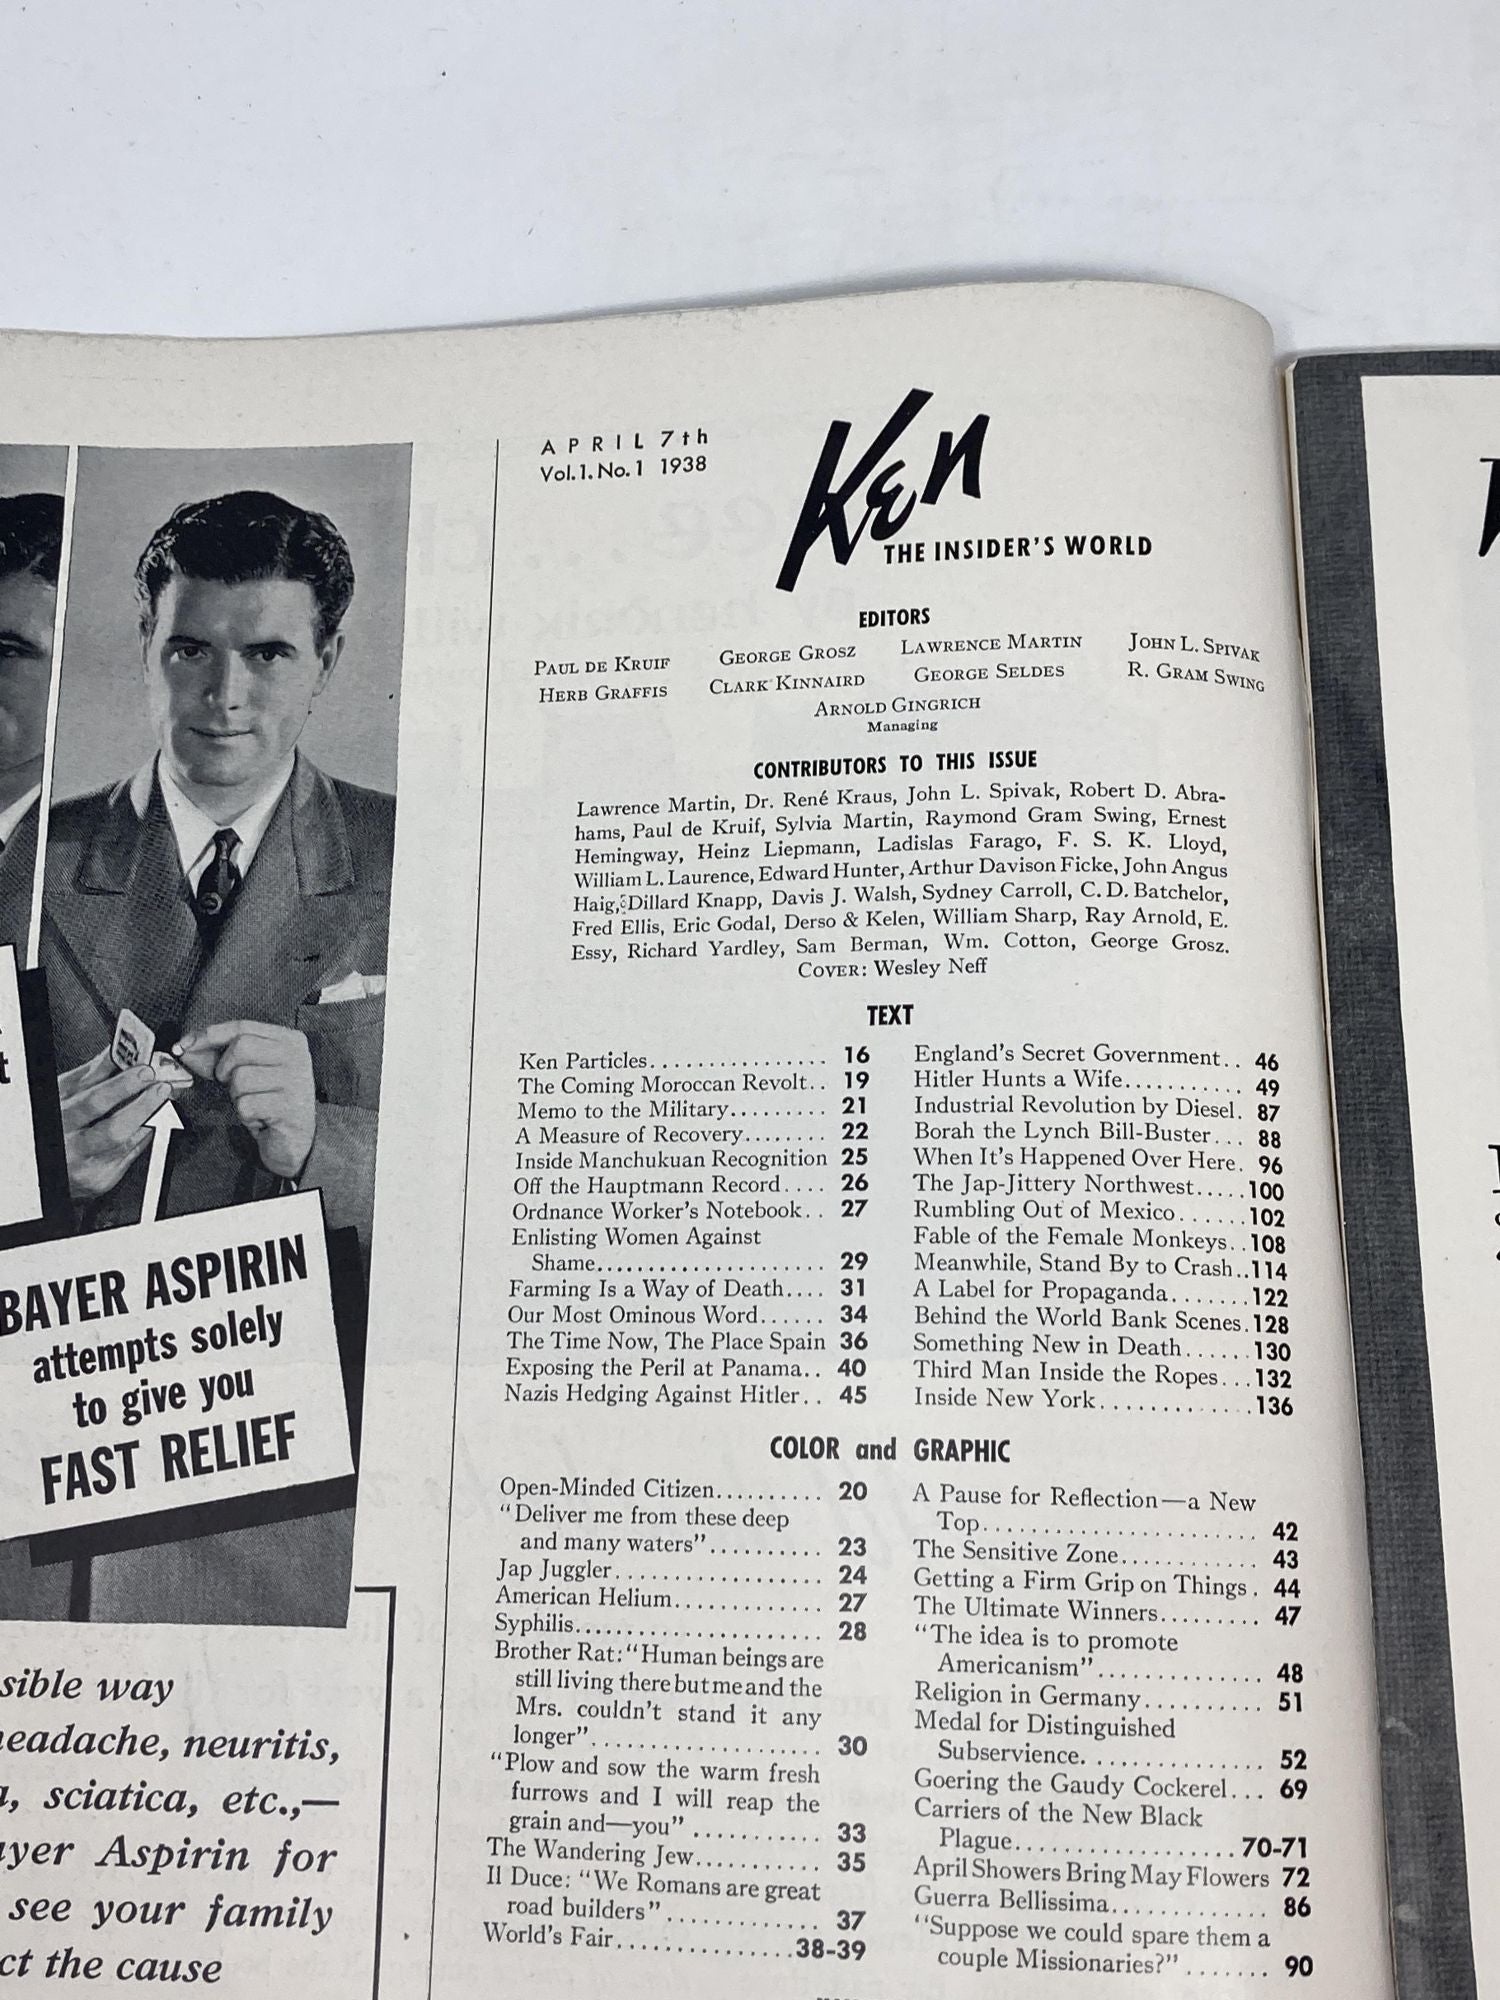 APRIL 7th
Vol.1.No.1 1938
Ken
THE INSIDER'S WORLD
EDITORS
PAUL DE KRUIF GEORGE GROSZ LAWRENCE MARTIN JOHN L. SPIVAK
HERB GRAFFIS CLARK KINNAIRD GEORGE SELDES R. GRAM SWING
ARNOLD GINGRICH
Managing
CONTRIBUTORS TO THIS ISSUE
Lawrence Martin, Dr. René Kraus, John L. Spivak, Robert D. Abra-
hams, Paul de Kruif, Sylvia Martin, Raymond Gram Swing, Ernest
Hemingway, Heinz Liepmann, Ladislas Farago, F. S. K. Lloyd,
William L. Laurence, Edward Hunter, Arthur Davison Ficke, John Angus
Haig, Dillard Knapp, Davis J. Walsh, Sydney Carroll, C. D. Batchelor,
Fred Ellis, Eric Godal, Derso & Kelen, William Sharp, Ray Arnold, E.
Essy, Richard Yardley, Sam Berman, Wm. Cotton, George Grosz.
COVER: Wesley Neff
TEXT
Ken Particles................ 16
The Coming Moroccan Revolt.. 19
Memo to the Military......... 21
A Measure of Recovery........ 22
Inside Manchukuan Recognition 25
Off the Hauptmann Record.... 26
Ordnance Worker's Notebook.. 27
Enlisting Women Against
Shame...................... 29
Farming Is a Way of Death.... 31
Our Most Ominous Word...... 34
The Time Now, The Place Spain 36
Exposing the Peril at Panama.. 40
Nazis Hedging Against Hitler.. 45
England's Secret Government.. 46
Hitler Hunts a Wife........... 49
Industrial Revolution by Diesel. 87
Borah the Lynch Bill-Buster... 88
When It's Happened Over Here. 96
The Jap-Jittery Northwest.....100
Rumbling Out of Mexico......102
Fable of the Female Monkeys..108
Meanwhile, Stand By to Crash..114
A Label for Propaganda.......122
Behind the World Bank Scenes.128
Something New in Death......130
Third Man Inside the Ropes...132
Inside New York.............136
COLOR and GRAPHIC
Open-Minded Citizen.......... 20
"Deliver me from these deep
and many waters".......... 23
Jap Juggler................... 24
American Helium............. 27
Syphilis....................... 28
Brother Rat: "Human beings are
still living there but me and the
Mrs. couldn't stand it any
longer"..................... 30
"Plow and sow the warm fresh
furrows and I will reap the
grain and—you" ........... 33
The Wandering Jew........... 35
Il Duce: "We Romans are great
road builders"............. 37
World's Fair................38-39
A Pause for Reflection—a New
Top......................... 42
The Sensitive Zone............ 43
Getting a Firm Grip on Things. 44
The Ultimate Winners......... 47
"The idea is to promote
Americanism"............... 48
Religion in Germany.......... 51
Medal for Distinguished
Subservience................ 52
Goering the Gaudy Cockerel... 69
Carriers of the New Black
Plague...................70-71
April Showers Bring May Flowers 72
Guerra Bellissima............. 86
"Suppose we could spare them a
couple Missionaries?"....... 90
BAYER ASPIRIN
attempts solely
to give you
FAST RELIEF
way
headache, neuritis,
sciatica, etc.,—
Aspirin for
see your family
the cause